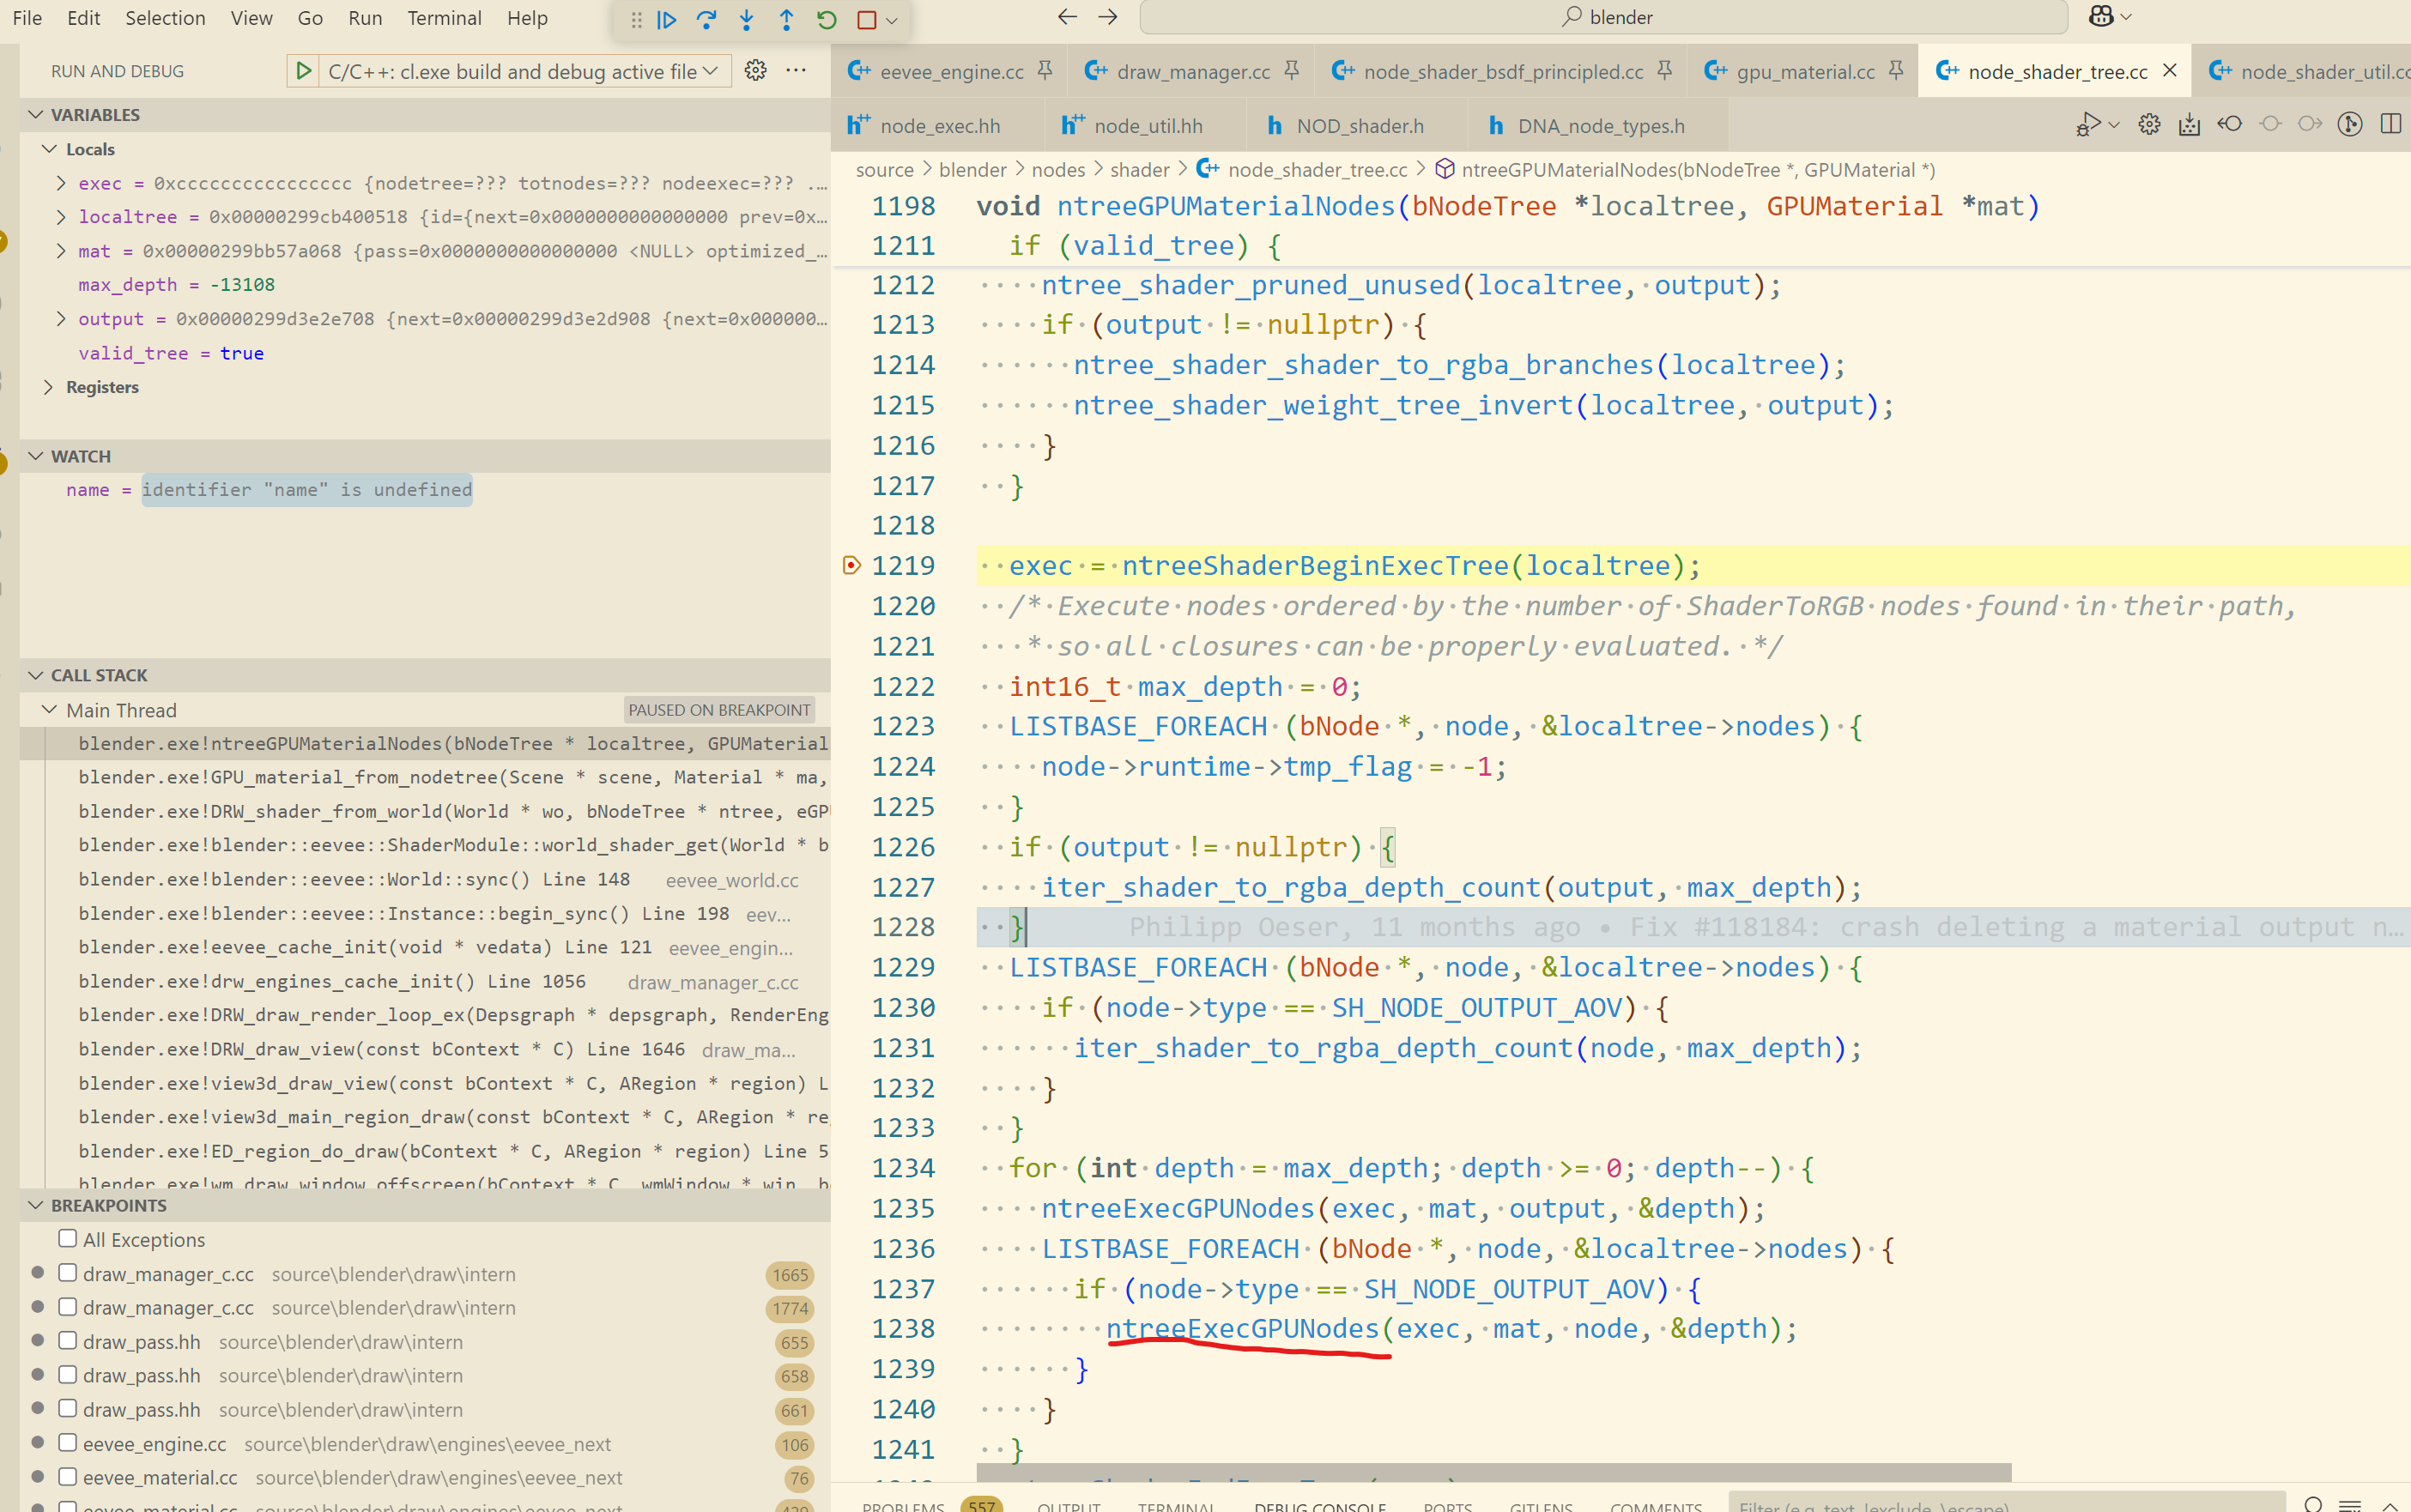 File Edit Selection View Go Run Terminal Help
blender
RUN AND DEBUG
C/C++: cl.exe build and debug active file
VARIABLES
Locals
exec = 0xcccccccccccccccc {nodetree=??? totnodes=??? nodeexec=??? ...
localtree = 0x00000299cb400518 {id={next=0x0000000000000000 prev=0x...
mat = 0x00000299bb57a068 {pass=0x0000000000000000 <NULL> optimized_...
max_depth = -13108
output = 0x00000299d3e2e708 {next=0x00000299d3e2d908 {next=0x000000...
valid_tree = true
Registers
WATCH
name = identifier "name" is undefined
CALL STACK
Main Thread PAUSED ON BREAKPOINT
blender.exe!ntreeGPUMaterialNodes(bNodeTree * localtree, GPUMaterial
blender.exe!GPU_material_from_nodetree(Scene * scene, Material * ma,
blender.exe!DRW_shader_from_world(World * wo, bNodeTree * ntree, eGPU
blender.exe!blender::eevee::ShaderModule::world_shader_get(World * b
blender.exe!blender::eevee::World::sync() Line 148 eevee_world.cc
blender.exe!blender::eevee::Instance::begin_sync() Line 198 eev...
blender.exe!eevee_cache_init(void * vedata) Line 121 eevee_engin...
blender.exe!drw_engines_cache_init() Line 1056 draw_manager_c.cc
blender.exe!DRW_draw_render_loop_ex(Depsgraph * depsgraph, RenderEng
blender.exe!DRW_draw_view(const bContext * C) Line 1646 draw_ma...
blender.exe!view3d_draw_view(const bContext * C, ARegion * region) L
blender.exe!view3d_main_region_draw(const bContext * C, ARegion * re
blender.exe!ED_region_do_draw(bContext * C, ARegion * region) Line 5
blender.exe!wm_draw_window_offscreen(bContext * C, wmWindow * win, b
BREAKPOINTS
All Exceptions
draw_manager_c.cc source\blender\draw\intern 1665
draw_manager_c.cc source\blender\draw\intern 1774
draw_pass.hh source\blender\draw\intern 655
draw_pass.hh source\blender\draw\intern 658
draw_pass.hh source\blender\draw\intern 661
eevee_engine.cc source\blender\draw\engines\eevee_next 106
eevee_material.cc source\blender\draw\engines\eevee_next 76
eevee_material.cc source\blender\draw\engines\eevee_next
eevee_engine.cc draw_manager.cc node_shader_bsdf_principled.cc gpu_material.cc node_shader_tree.cc node_shader_util.cc
node_exec.hh node_util.hh NOD_shader.h DNA_node_types.h
source > blender > nodes > shader > node_shader_tree.cc > ntreeGPUMaterialNodes(bNodeTree *, GPUMaterial *)
1198 void ntreeGPUMaterialNodes(bNodeTree *localtree, GPUMaterial *mat)
1211 if (valid_tree) {
1212 ntree_shader_pruned_unused(localtree, output);
1213 if (output != nullptr) {
1214 ntree_shader_shader_to_rgba_branches(localtree);
1215 ntree_shader_weight_tree_invert(localtree, output);
1216 }
1217 }
1218
1219 exec = ntreeShaderBeginExecTree(localtree);
1220 /* Execute nodes ordered by the number of ShaderToRGB nodes found in their path,
1221 * so all closures can be properly evaluated. */
1222 int16_t max_depth = 0;
1223 LISTBASE_FOREACH (bNode *, node, &localtree->nodes) {
1224 node->runtime->tmp_flag = -1;
1225 }
1226 if (output != nullptr) {
1227 iter_shader_to_rgba_depth_count(output, max_depth);
1228 } Philipp Oeser, 11 months ago • Fix #118184: crash deleting a material output n...
1229 LISTBASE_FOREACH (bNode *, node, &localtree->nodes) {
1230 if (node->type == SH_NODE_OUTPUT_AOV) {
1231 iter_shader_to_rgba_depth_count(node, max_depth);
1232 }
1233 }
1234 for (int depth = max_depth; depth >= 0; depth--) {
1235 ntreeExecGPUNodes(exec, mat, output, &depth);
1236 LISTBASE_FOREACH (bNode *, node, &localtree->nodes) {
1237 if (node->type == SH_NODE_OUTPUT_AOV) {
1238 ntreeExecGPUNodes(exec, mat, node, &depth);
1239 }
1240 }
1241 }
PROBLEMS 557 OUTPUT TERMINAL DEBUG CONSOLE PORTS GITLENS COMMENTS Filter (e.g. text, !exclude, \escape)